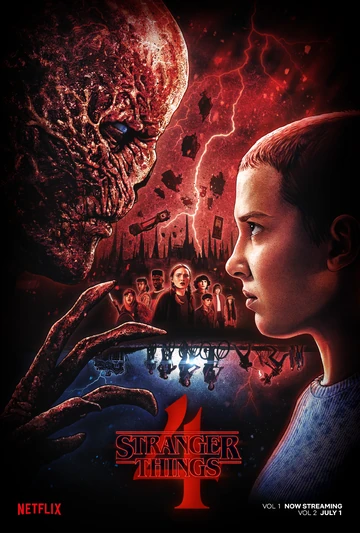 4
STRANGER
THINGS
NETFLIX
VOL 1 NOW STREAMING
VOL 2 JULY 1